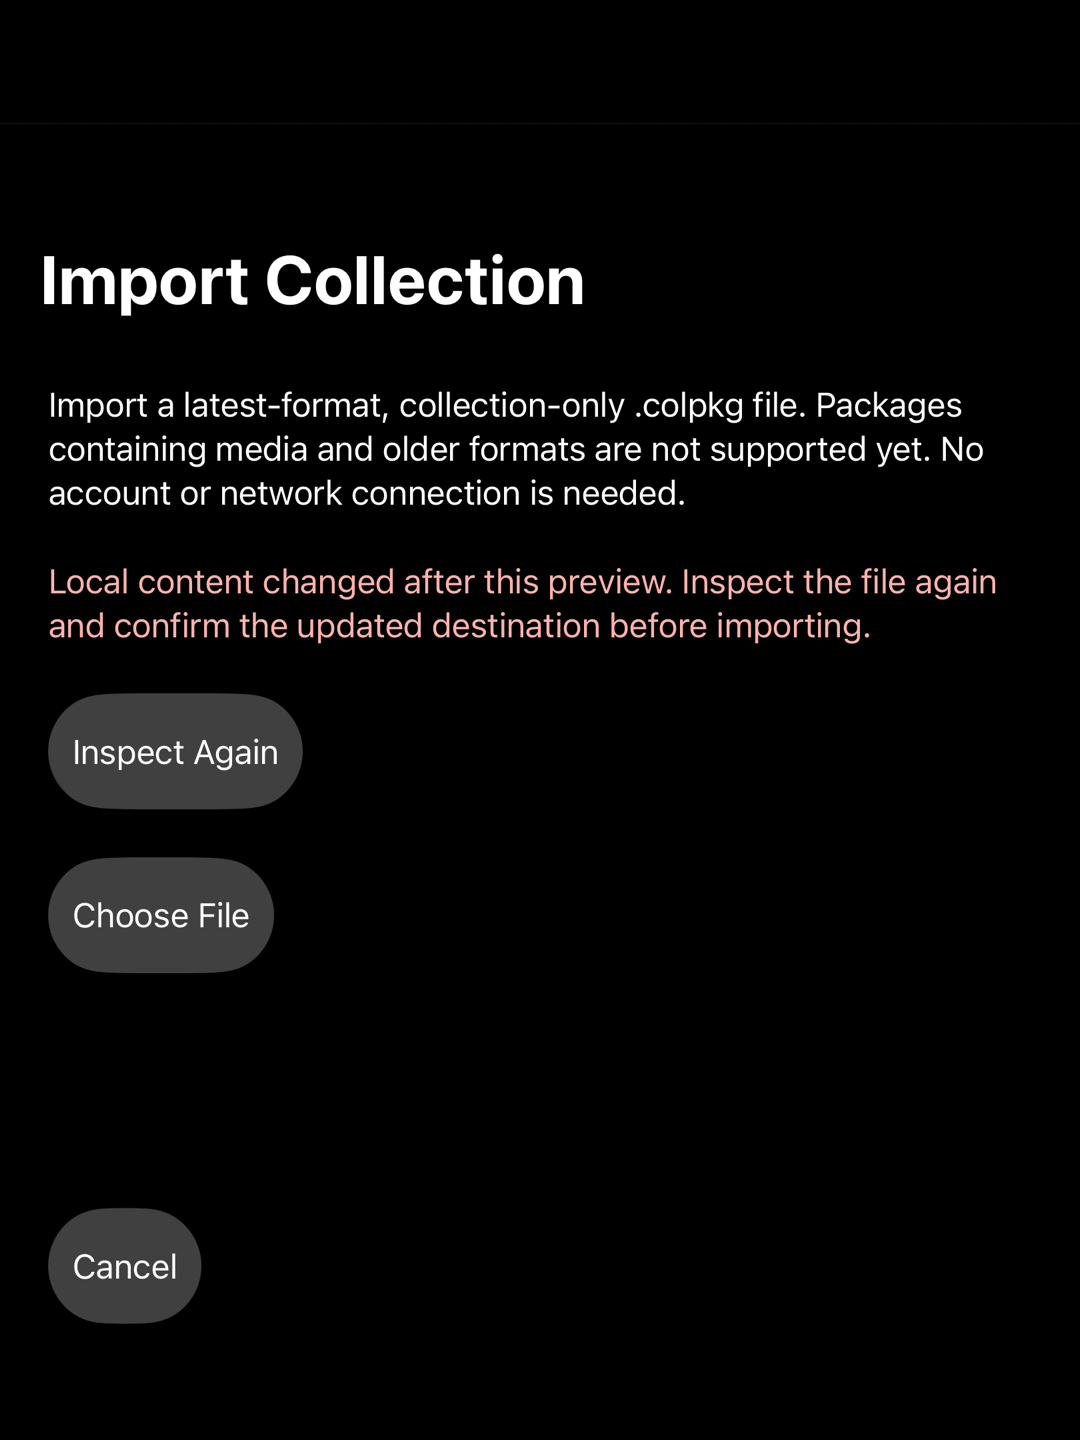 Import Collection
Import a latest-format, collection-only .colpkg file. Packages
containing media and older formats are not supported yet. No
account or network connection is needed.
Local content changed after this preview. Inspect the file again
and confirm the updated destination before importing.
Inspect Again
Choose File
Cancel